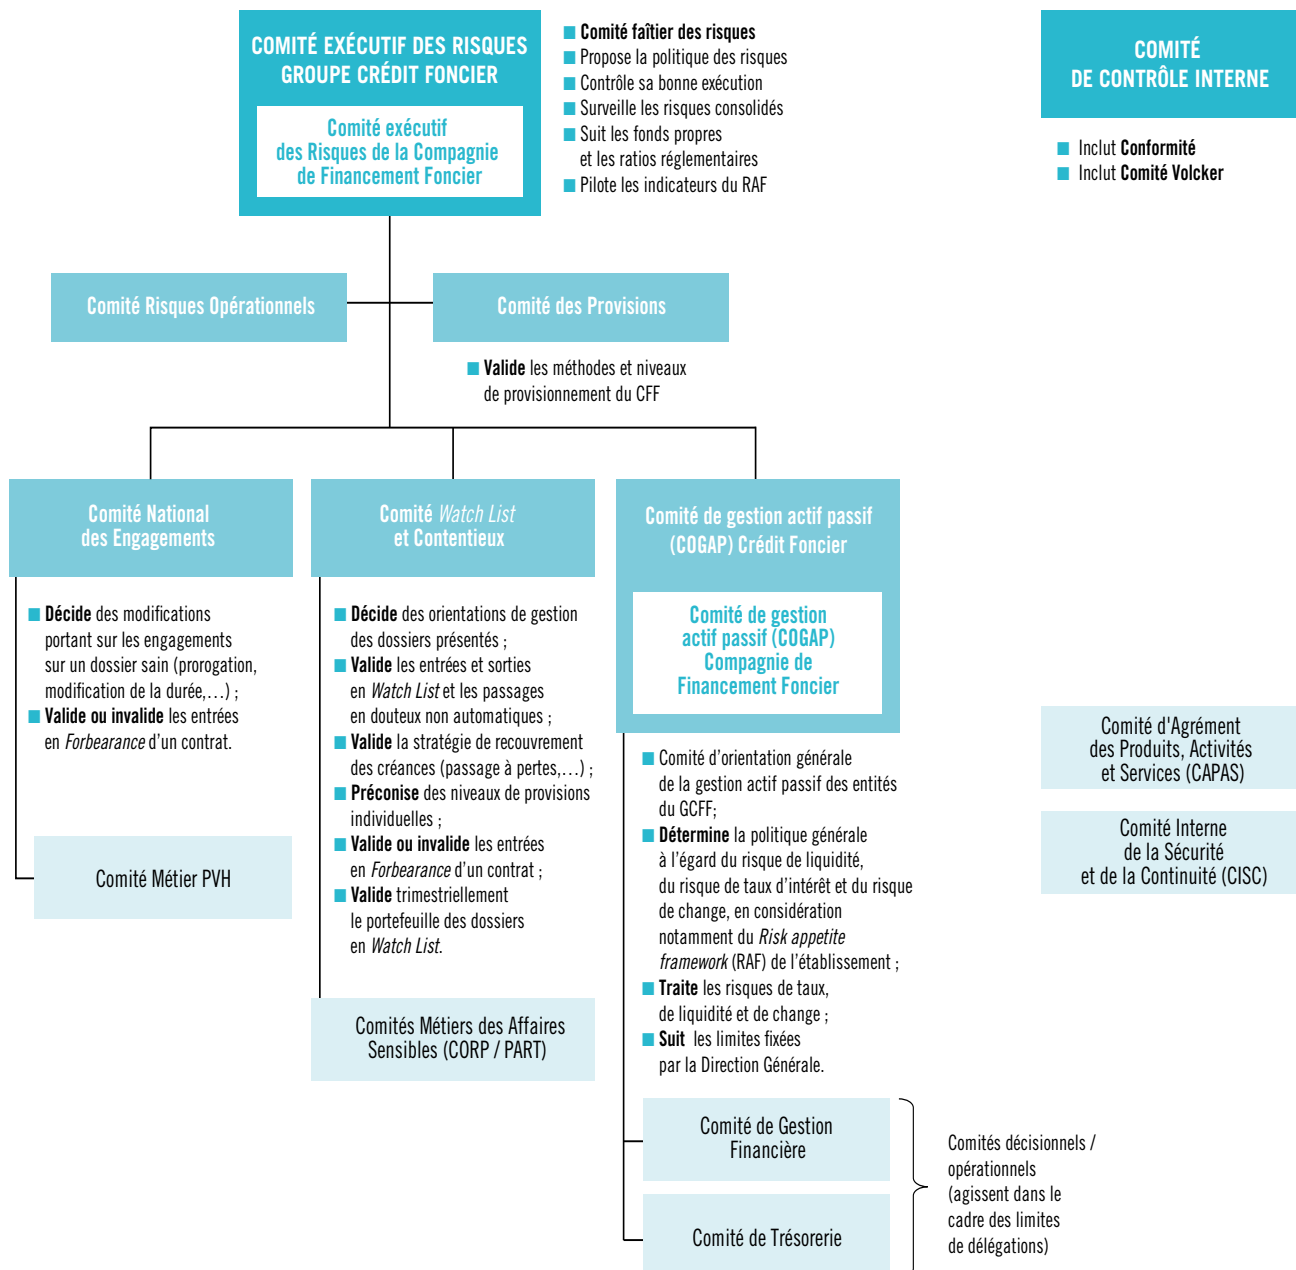 COMITÉ EXÉCUTIF DES RISQUES
GROUPE CRÉDIT FONCIER
Comité exécutif
des Risques de la Compagnie
de Financement Foncier
Comité faîtier des risques
Propose la politique des risques
Contrôle sa bonne exécution
Surveille les risques consolidés
Suit les fonds propres
et les ratios réglementaires
Pilote les indicateurs du RAF
COMITÉ
DE CONTRÔLE INTERNE
Inclut Conformité
Inclut Comité Volcker
Comité Risques Opérationnels
Comité des Provisions
Valide les méthodes et niveaux
de provisionnement du CFF
Comité National
des Engagements
Décide des modifications
portant sur les engagements
sur un dossier sain (prorogation,
modification de la durée,...) ;
Valide ou invalide les entrées
en Forbearance d'un contrat.
Comité Métier PVH
Comité Watch List
et Contentieux
Décide des orientations de gestion
des dossiers présentés ;
Valide les entrées et sorties
en Watch List et les passages
en douteux non automatiques ;
Valide la stratégie de recouvrement
des créances (passage à pertes,...) ;
Préconise des niveaux de provisions
individuelles ;
Valide ou invalide les entrées
en Forbearance d'un contrat ;
Valide trimestriellement
le portefeuille des dossiers
en Watch List.
Comités Métiers des Affaires
Sensibles (CORP / PART)
Comité de gestion actif passif
(COGAP) Crédit Foncier
Comité de gestion
actif passif (COGAP)
Compagnie de
Financement Foncier
Comité d'orientation générale
de la gestion actif passif des entités
du GCFF;
Détermine la politique générale
à l'égard du risque de liquidité,
du risque de taux d'intérêt et du risque
de change, en considération
notamment du Risk appetite
framework (RAF) de l'établissement ;
Traite les risques de taux,
de liquidité et de change ;
Suit les limites fixées
par la Direction Générale.
Comité de Gestion
Financière
Comité de Trésorerie
Comités décisionnels /
opérationnels
(agissent dans le
cadre des limites
de délégations)
Comité d'Agrément
des Produits, Activités
et Services (CAPAS)
Comité Interne
de la Sécurité
et de la Continuité (CISC)